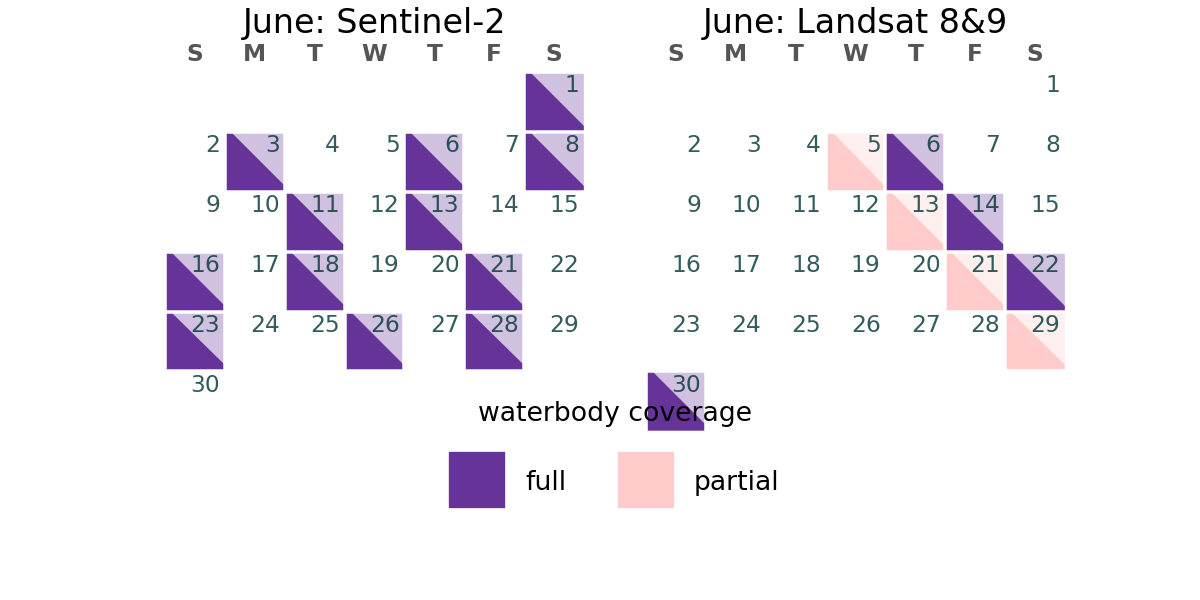 June: Sentinel-2
S M T W T F S
1
2 3 4 5 6 7 8
9 10 11 12 13 14 15
16 17 18 19 20 21 22
23 24 25 26 27 28 29
30
June: Landsat 8&9
S M T W T F S
1
2 3 4 5 6 7 8
9 10 11 12 13 14 15
16 17 18 19 20 21 22
23 24 25 26 27 28 29
30
waterbody coverage
full partial